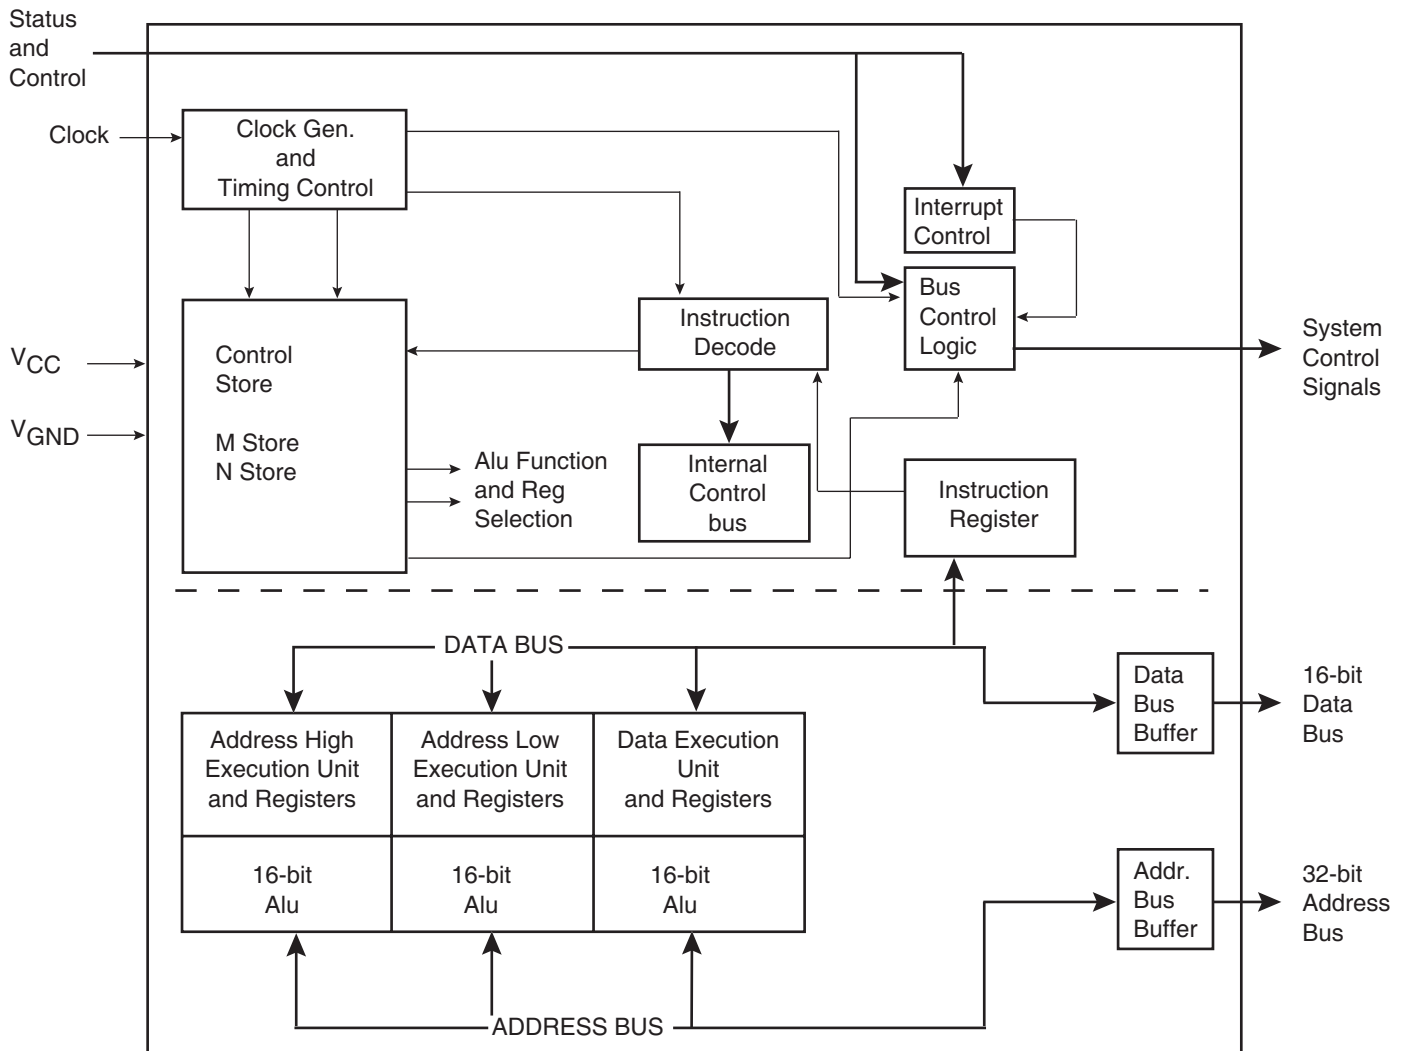 Status
and
Control
Clock
Clock Gen.
and
Timing Control
Interrupt
Control
Bus
Control
Logic
Instruction
Decode
System
Control
Signals
VCC
VGND
Control
Store
M Store
N Store
Alu Function
and Reg
Selection
Internal
Control
bus
Instruction
Register
DATA BUS
Data
Bus
Buffer
16-bit
Data
Bus
Address High
Execution Unit
and Registers
Address Low
Execution Unit
and Registers
Data Execution
Unit
and Registers
16-bit
Alu
16-bit
Alu
16-bit
Alu
Addr.
Bus
Buffer
32-bit
Address
Bus
ADDRESS BUS